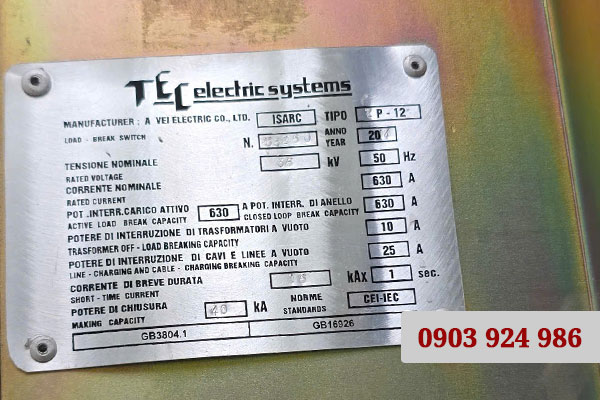 TEC electric systems
MANUFACTURER : A VEI ELECTRIC CO., LTD. ISARC TIPO P - 12
LOAD - BREAK SWITCH N. ANNO YEAR 20
TENSIONE NOMINALE kV 50 Hz
RATED VOLTAGE
CORRENTE NOMINALE 630 A
RATED CURRENT
POT .INTERR.CARICO ATTIVO 630 A POT. INTERR. DI ANELLO 630 A
ACTIVE LOAD BREAK CAPACITY CLOSED LOOP BREAK CAPACITY
POTERE DI INTERRUZIONE DI TRASFORMATORI A VUOTO 10 A
TRASFORMER OFF - LOAD BREAKING CAPACITY
POTERE DI INTERRUZIONE DI CAVI E LINEE A VUOTO 25 A
LINE - CHARGING AND CABLE - CHARGING BREAKING CAPACITY
CORRENTE DI BREVE DURATA kAx 1 sec.
SHORT - TIME CURRENT
POTERE DI CHIUSURA 40 kA NORME CEI-IEC
MAKING CAPACITY STANDARDS
GB3804.1 GB16926
0903 924 986